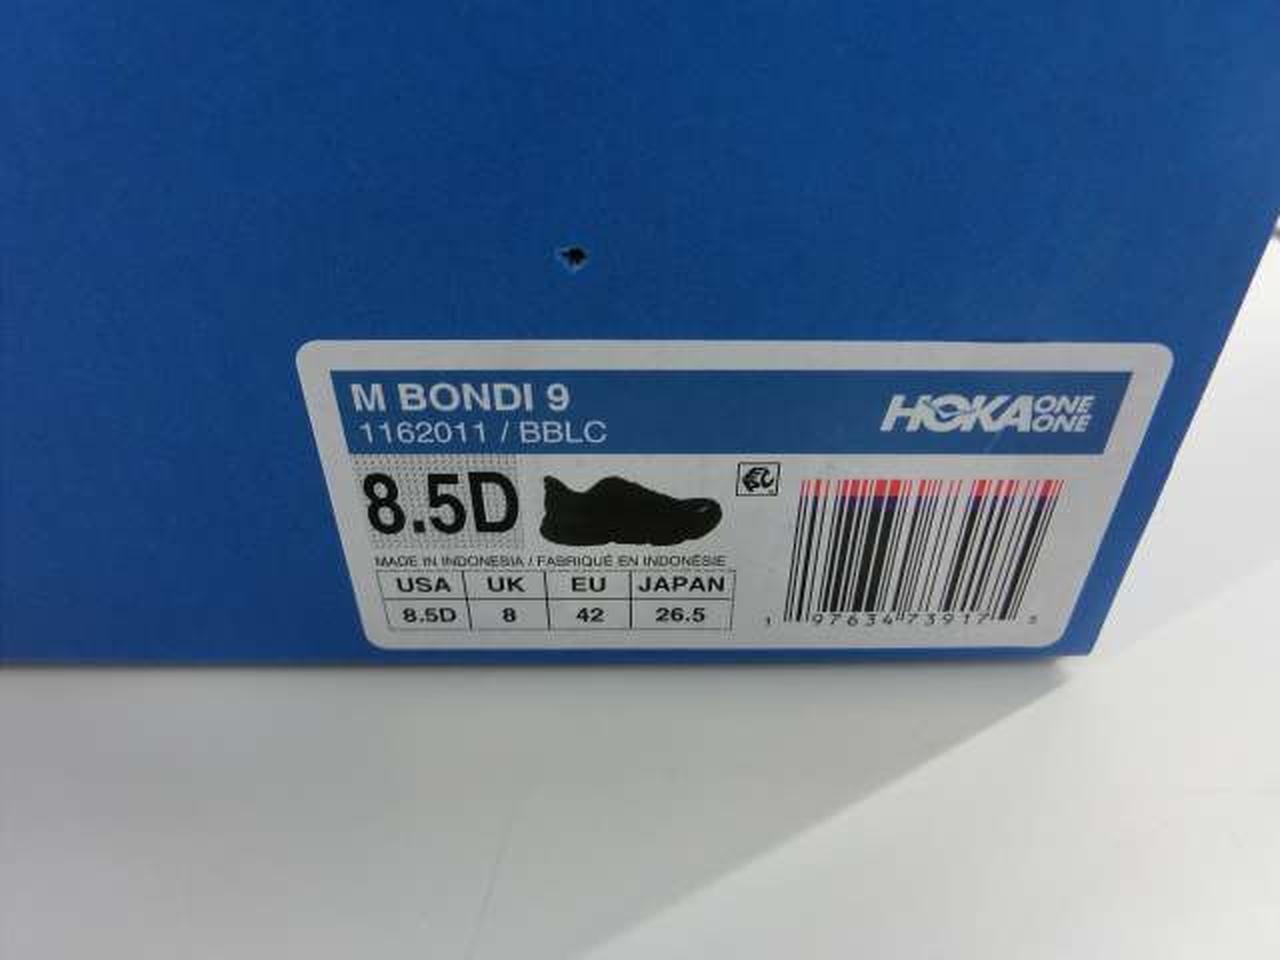 M BONDI 9
1162011 / BBLC
HOKA ONE ONE
8.5D
MADE IN INDONESIA / FABRIQUÉ EN INDONÉSIE
USA UK EU JAPAN
8.5D 8 42 26.5
1 97634 73917 5